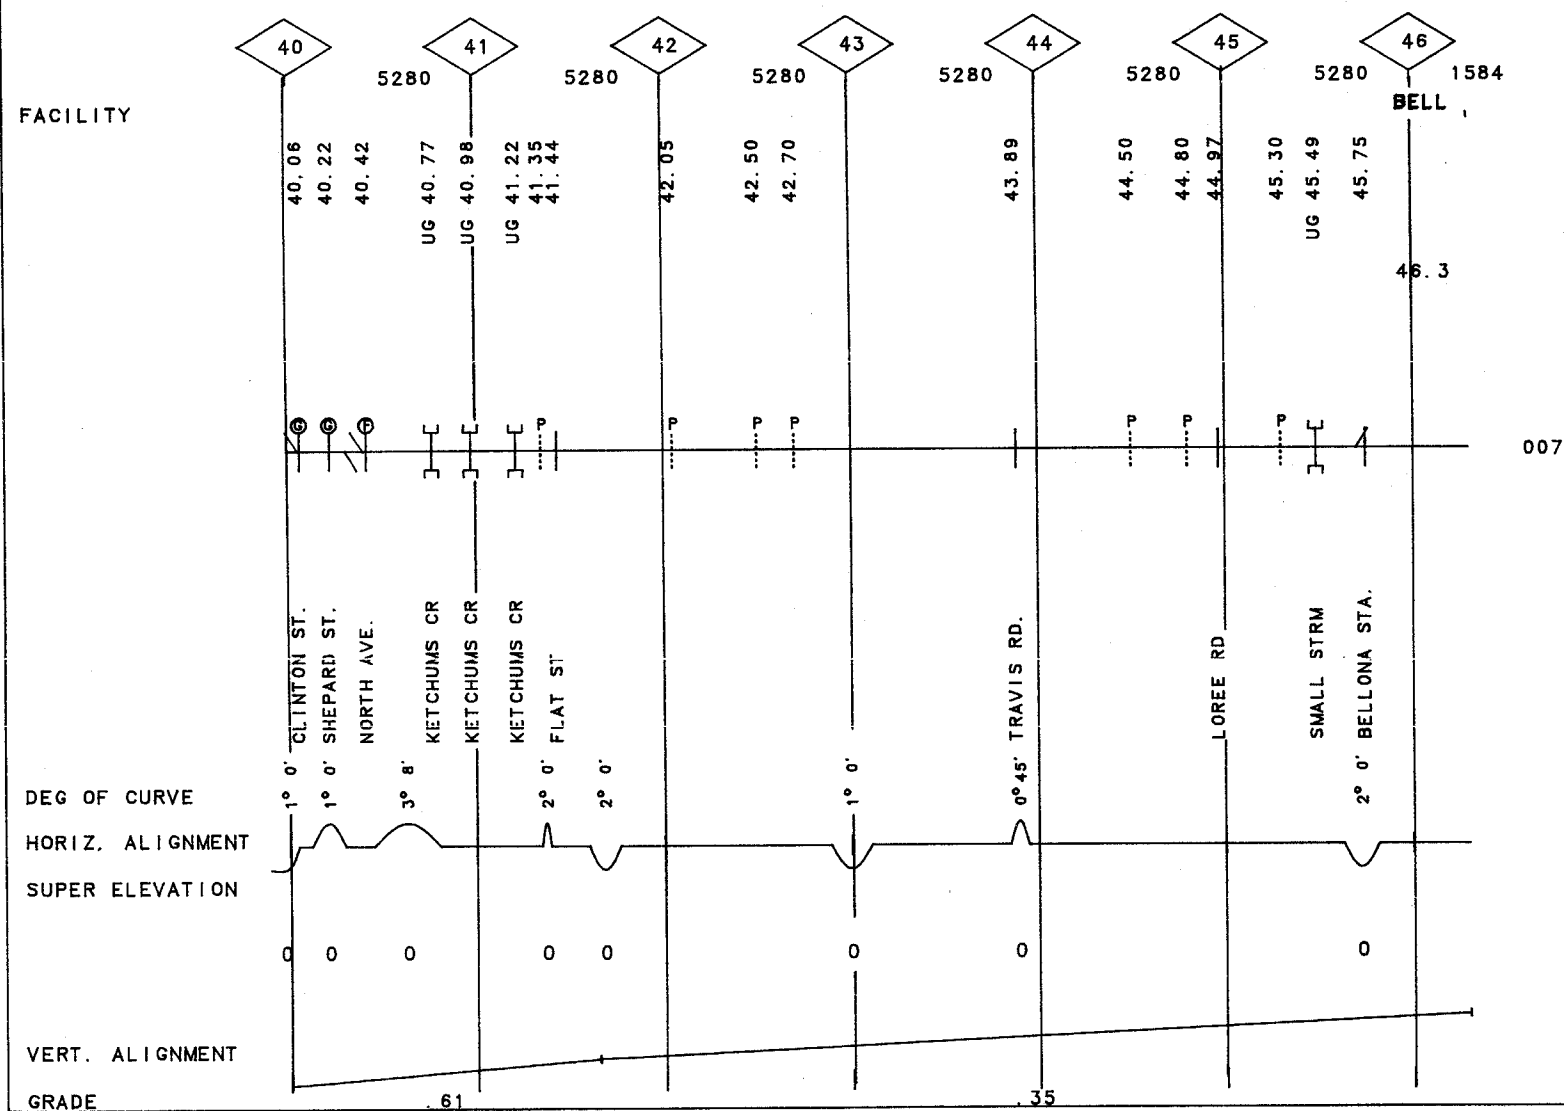 40 41 42 43 44 45 46
5280 5280 5280 5280 5280 5280 1584
BELL
FACILITY
40.06
40.22
40.42
UG 40.77
UG 40.98
UG 41.22
41.35
41.44
42.05
42.50
42.70
43.89
44.50
44.80
44.97
45.30
UG 45.49
45.75
46.3
G G F P P P P P P P
007
CLINTON ST.
SHEPARD ST.
NORTH AVE.
KETCHUMS CR
KETCHUMS CR
KETCHUMS CR
FLAT ST
TRAVIS RD.
LOREE RD
SMALL STRM
BELLONA STA.
DEG OF CURVE
1° 0'
1° 0'
3° 8'
2° 0'
2° 0'
1° 0'
0° 45'
2° 0'
HORIZ. ALIGNMENT
SUPER ELEVATION
0 0 0 0 0 0 0 0
VERT. ALIGNMENT
GRADE .61 .35